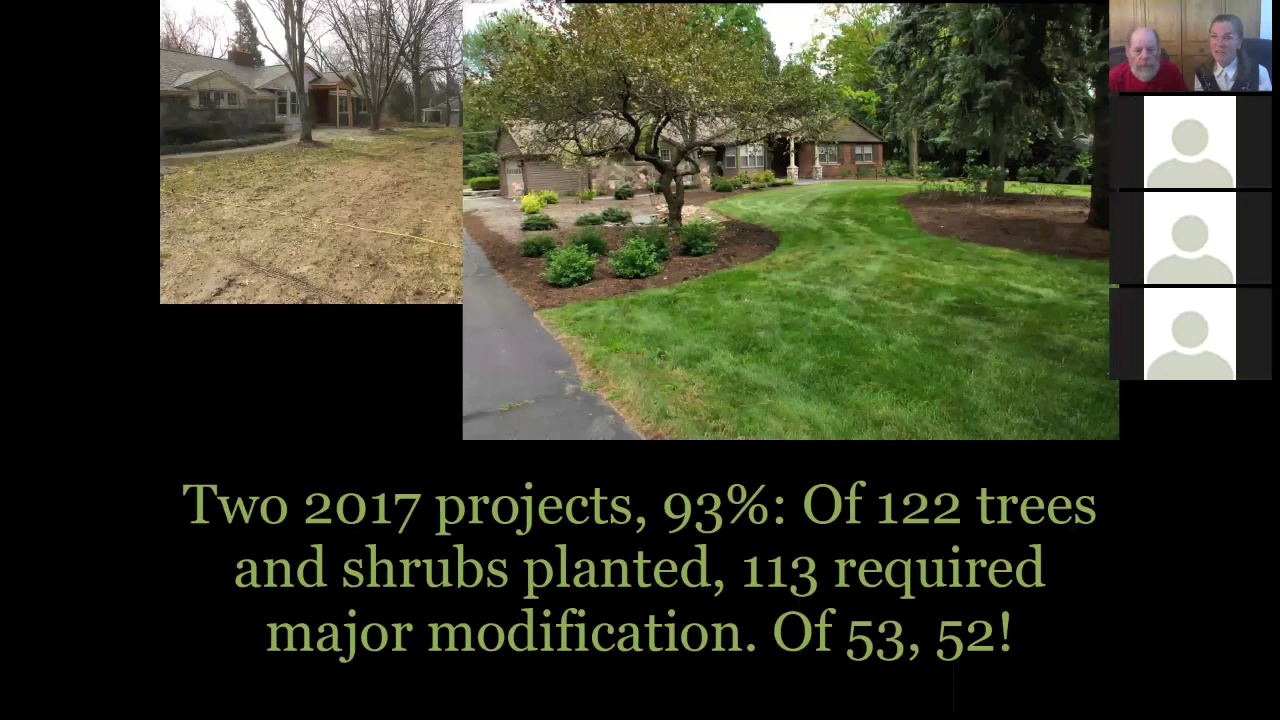 Two 2017 projects, 93%: Of 122 trees
and shrubs planted, 113 required
major modification. Of 53, 52!